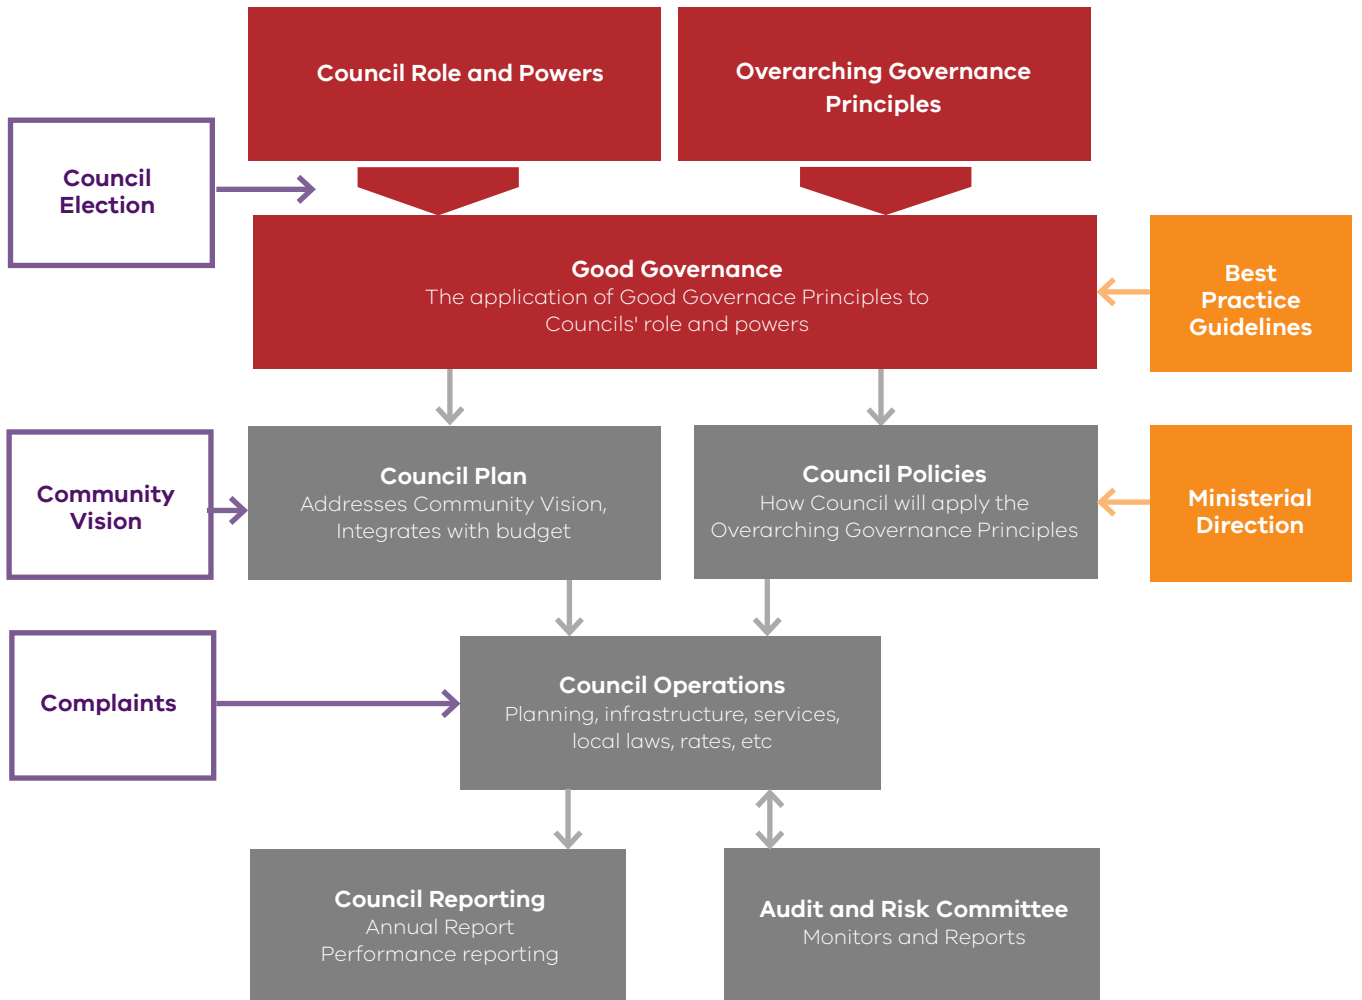 Council Role and Powers
Overarching Governance
Principles
Council
Election
Good Governance
The application of Good Governace Principles to
Councils' role and powers
Best
Practice
Guidelines
Community
Vision
Council Plan
Addresses Community Vision,
Integrates with budget
Council Policies
How Council will apply the
Overarching Governance Principles
Ministerial
Direction
Complaints
Council Operations
Planning, infrastructure, services,
local laws, rates, etc
Council Reporting
Annual Report
Performance reporting
Audit and Risk Committee
Monitors and Reports